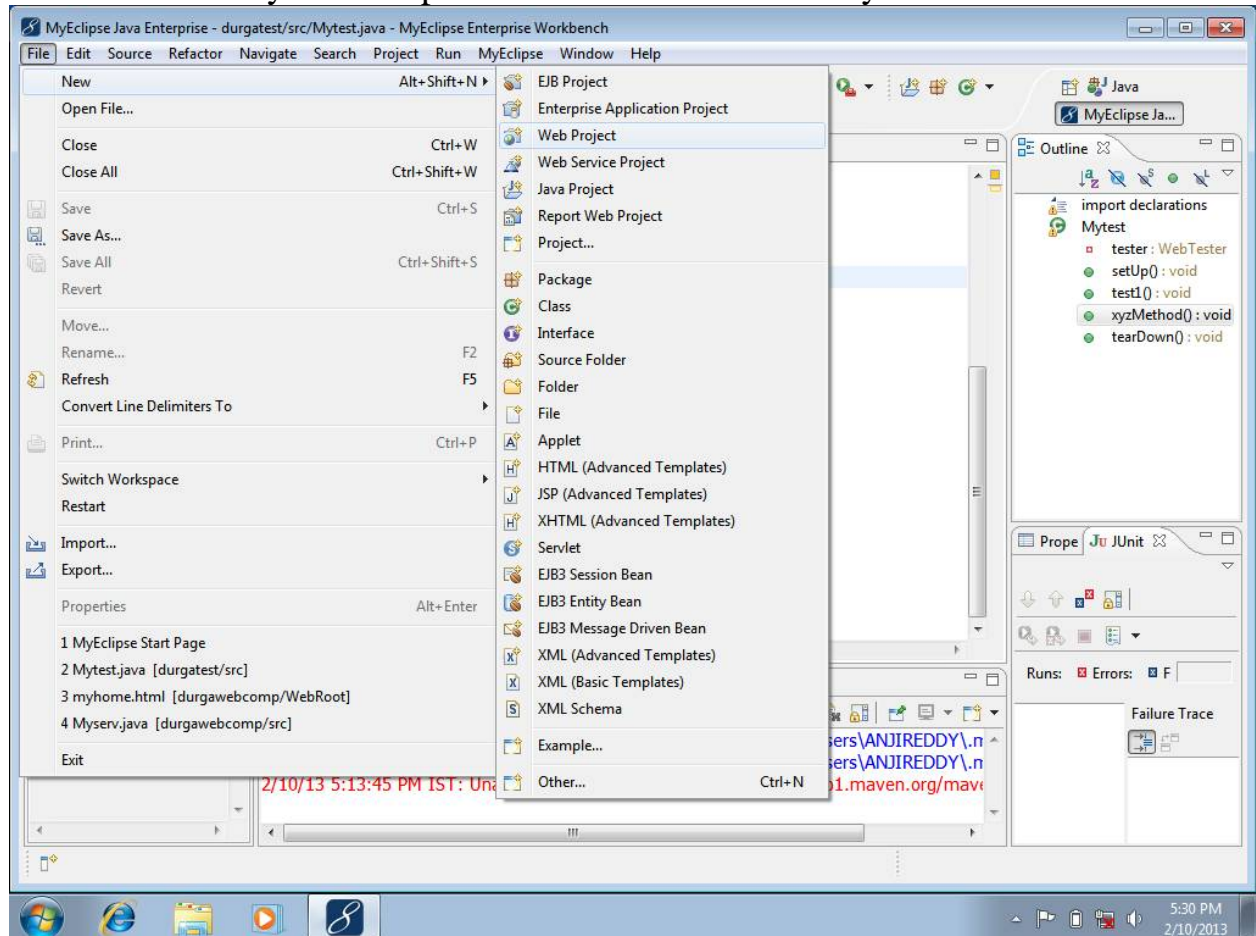 MyEclipse Java Enterprise - durgatest/src/Mytest.java - MyEclipse Enterprise Workbench
File Edit Source Refactor Navigate Search Project Run MyEclipse Window Help
New Alt+Shift+N
Open File...
Close Ctrl+W
Close All Ctrl+Shift+W
Save Ctrl+S
Save As...
Save All Ctrl+Shift+S
Revert
Move...
Rename... F2
Refresh F5
Convert Line Delimiters To
Print... Ctrl+P
Switch Workspace
Restart
Import...
Export...
Properties Alt+Enter
1 MyEclipse Start Page
2 Mytest.java [durgatest/src]
3 myhome.html [durgawebcomp/WebRoot]
4 Myserv.java [durgawebcomp/src]
Exit
EJB Project
Enterprise Application Project
Web Project
Web Service Project
Java Project
Report Web Project
Project...
Package
Class
Interface
Source Folder
Folder
File
Applet
HTML (Advanced Templates)
JSP (Advanced Templates)
XHTML (Advanced Templates)
Servlet
EJB3 Session Bean
EJB3 Entity Bean
EJB3 Message Driven Bean
XML (Advanced Templates)
XML (Basic Templates)
XML Schema
Example...
Other... Ctrl+N
Java
MyEclipse Ja...
Outline
import declarations
Mytest
tester : WebTester
setUp() : void
test1() : void
xyzMethod() : void
tearDown() : void
Prope JUnit
Runs: Errors: F
Failure Trace
sers\ANJIREDDY\.m
sers\ANJIREDDY\.m
2/10/13 5:13:45 PM IST: Una
1.maven.org/mave
5:30 PM
2/10/2013